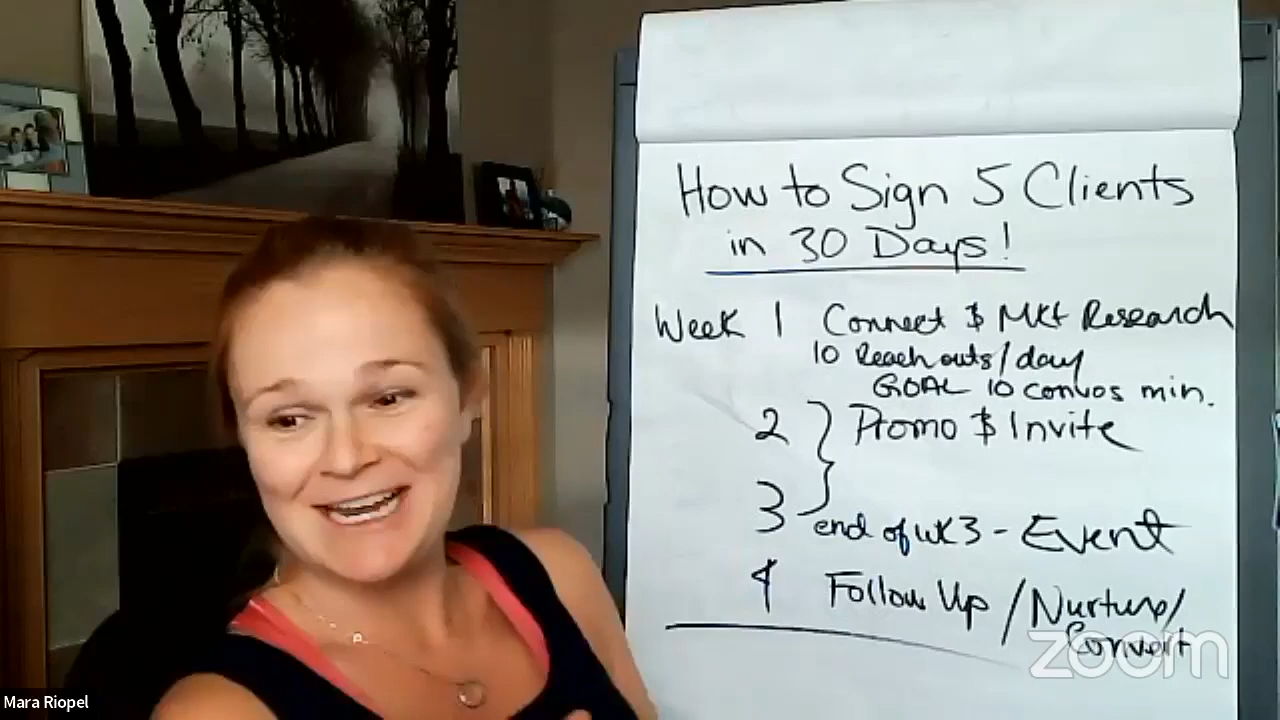 How to Sign 5 Clients
in 30 Days!
Week 1 Connect & Mkt Research
10 Reach outs/day
GOAL 10 convos min.
2 } Promo & Invite
3 end of wk3 - Event
4 Follow Up / Nurture/
Convert
zoom
Mara Riopel